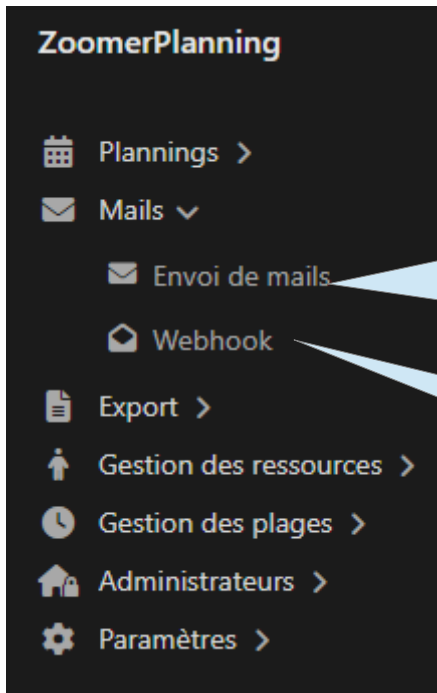 ZoomerPlanning
Plannings
Mails
Envoi de mails
Webhook
Export
Gestion des ressources
Gestion des plages
Administrateurs
Paramètres